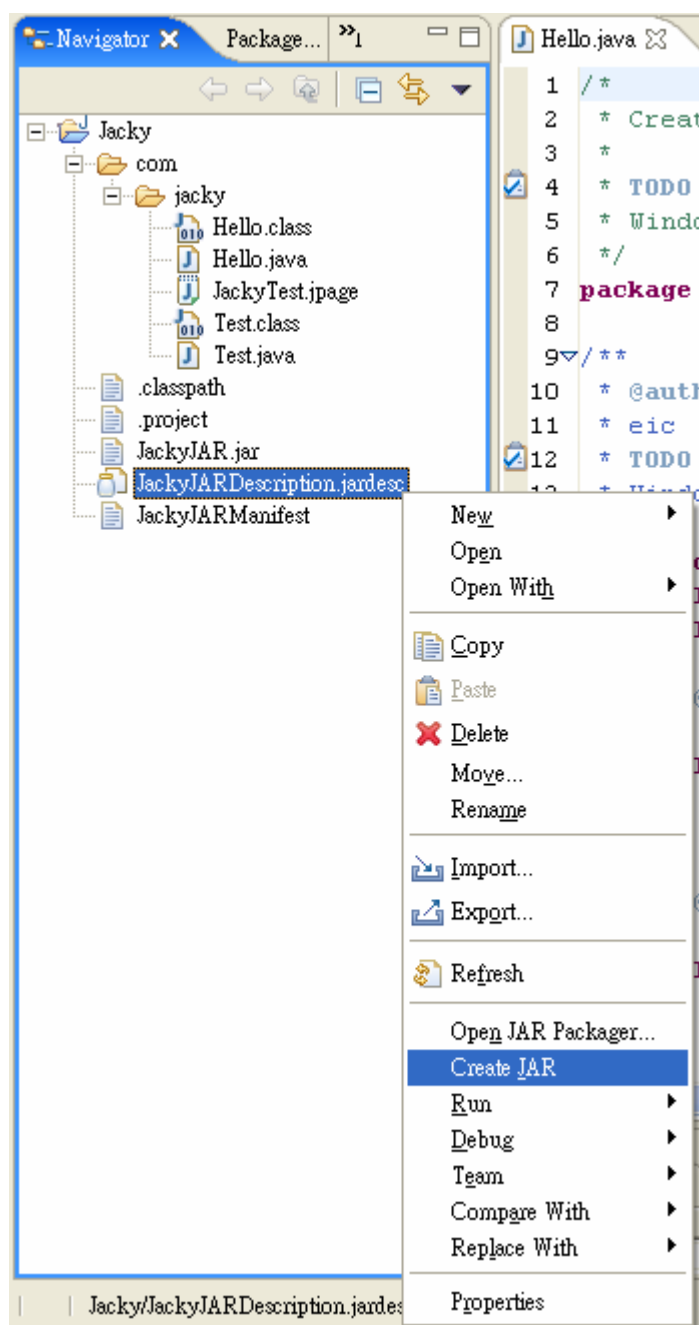 Navigator Package... »1
Hello.java
Jacky
com
jacky
Hello.class
Hello.java
JackyTest.jpage
Test.class
Test.java
.classpath
.project
JackyJAR.jar
JackyJARDescription.jardesc
JackyJARManifest
1 /*
2 * Creat
3 *
4 * TODO
5 * Windo
6 */
7 package
8
9 /**
10 * @auth
11 * eic
12 * TODO
New
Open
Open With
Copy
Paste
Delete
Move...
Rename
Import...
Export...
Refresh
Open JAR Packager...
Create JAR
Run
Debug
Team
Compare With
Replace With
Properties
Jacky/JackyJARDescription.jardes